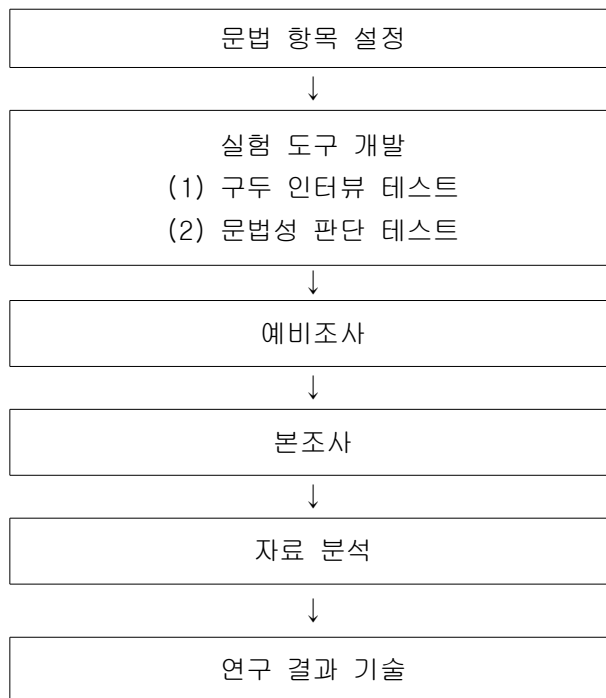 문법 항목 설정
↓
실험 도구 개발
(1) 구두 인터뷰 테스트
(2) 문법성 판단 테스트
↓
예비조사
↓
본조사
↓
자료 분석
↓
연구 결과 기술